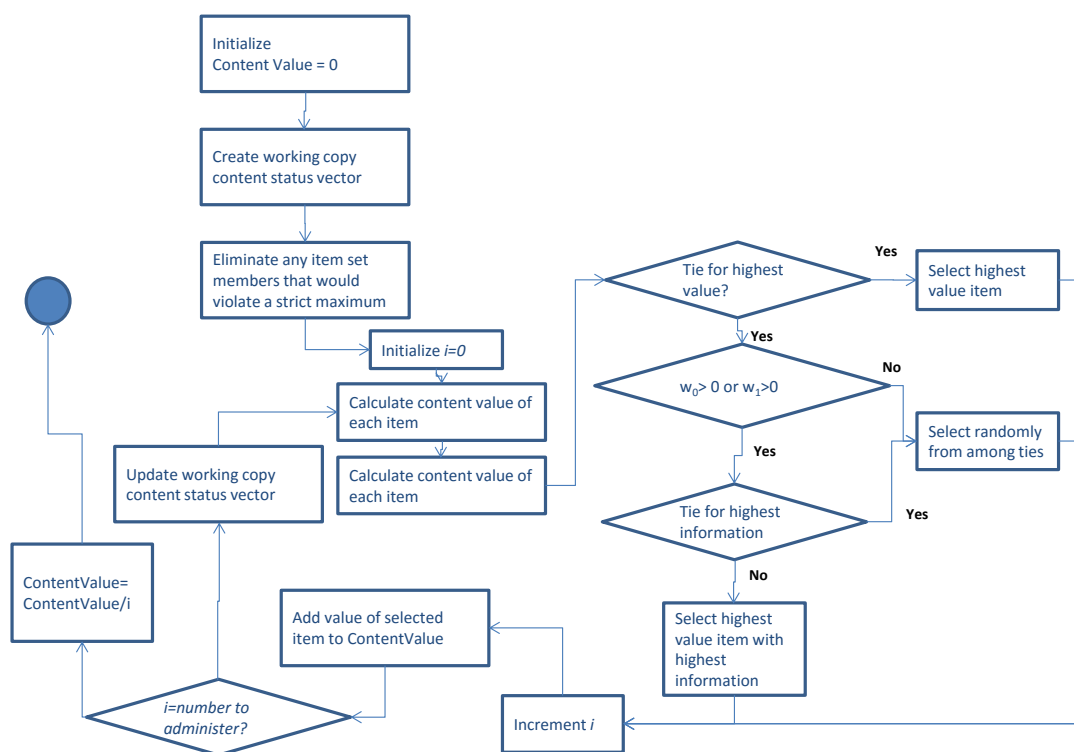 Initialize
Content Value = 0
Create working copy
content status vector
Eliminate any item set
members that would
violate a strict maximum
Initialize i=0
Calculate content value of
each item
Calculate content value of
each item
Tie for highest
value?
Yes
Select highest
value item
Yes
w0> 0 or w1>0
No
Select randomly
from among ties
Yes
Tie for highest
information
Yes
No
Select highest
value item with
highest
information
Increment i
Add value of selected
item to ContentValue
i=number to
administer?
Update working copy
content status vector
ContentValue=
ContentValue/i